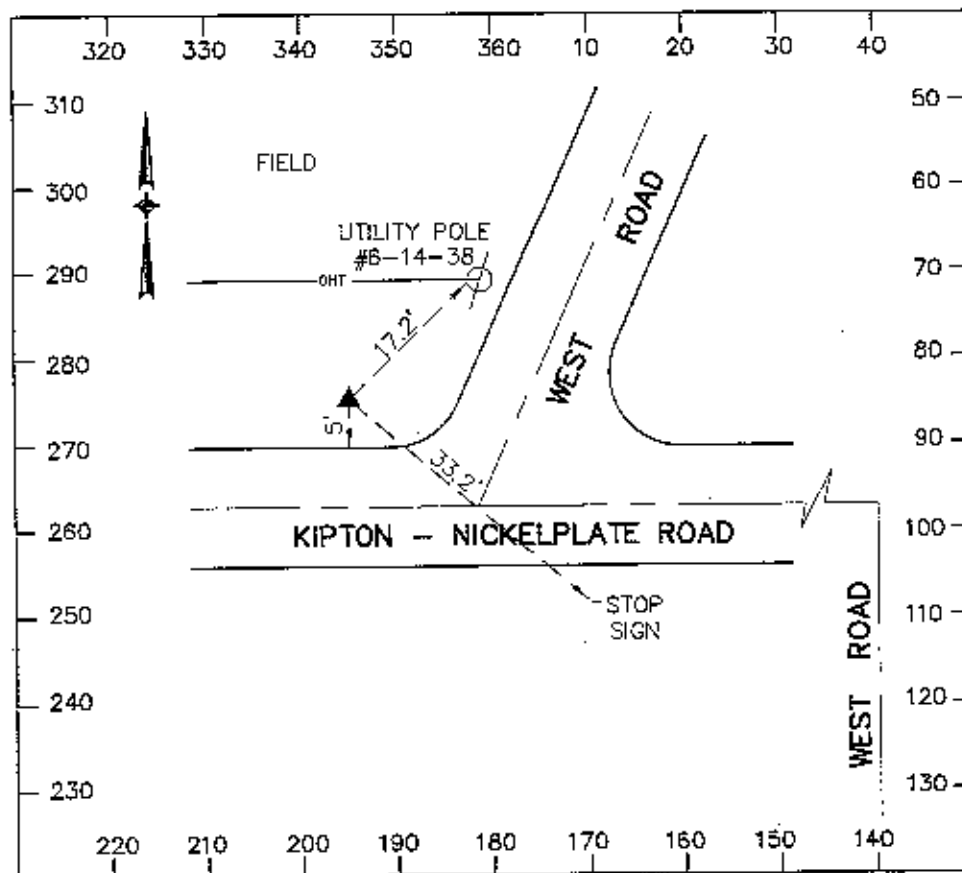 320 330 340 350 360 10 20 30 40
310
50
FIELD
300
60
ROAD
UTILITY POLE
#6-14-38
290
70
OHT
17.2'
280
80
WEST
5'
270
90
33.2'
260
100
KIPTON - NICKELPLATE ROAD
250
110
STOP
SIGN
WEST ROAD
240
120
230
130
220 210 200 190 180 170 160 150 140